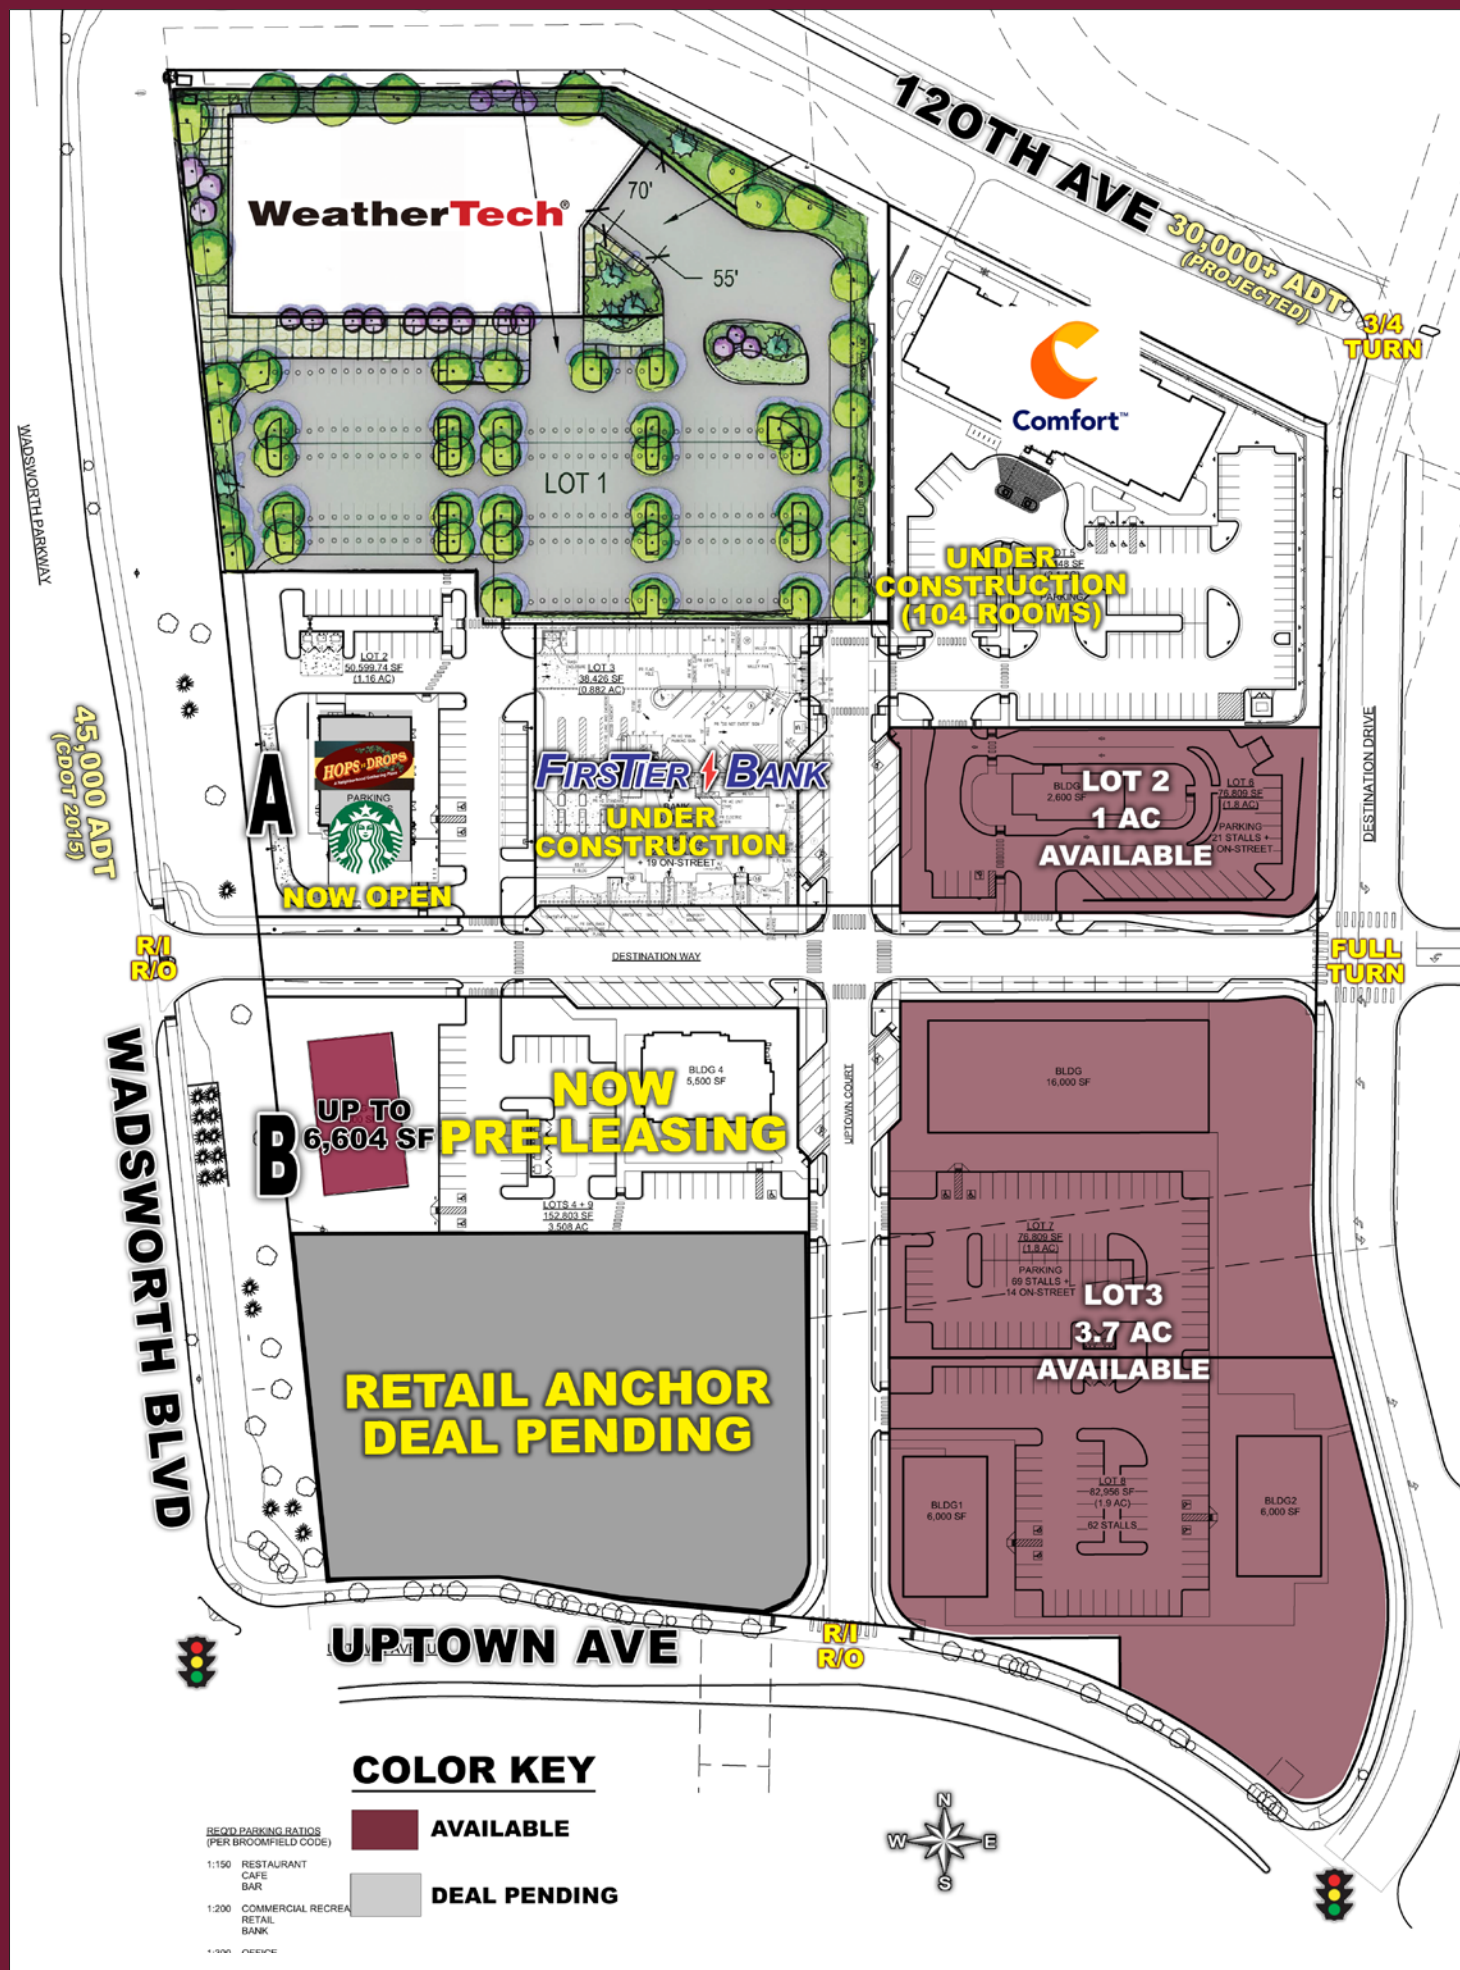 120TH AVE
30,000+ ADT
(PROJECTED)
3/4
TURN
WeatherTech®
70'
55'
LOT 1
Comfort™
UNDER
CONSTRUCTION
(104 ROOMS)
WADSWORTH PARKWAY
LOT 2
50,599.74 SF
(1.16 AC)
LOT 3
38,426 SF
(0.882 AC)
45,000 ADT
(CDOT 2015)
A
HOPS n DROPS
PARKING
NOW OPEN
FIRSTIER BANK
UNDER
CONSTRUCTION
+ 19 ON-STREET
BLDG
2,600 SF
LOT 2
1 AC
AVAILABLE
LOT 6
76,809 SF
(1.8 AC)
PARKING
21 STALLS +
ON-STREET
DESTINATION DRIVE
R/I
R/O
DESTINATION WAY
FULL
TURN
WADSWORTH BLVD
B
UP TO
6,604 SF
NOW
PRE-LEASING
BLDG 4
5,500 SF
LOTS 4 + 9
152,803 SF
3.508 AC
UPTOWN COURT
BLDG
16,000 SF
LOT 7
76,809 SF
(1.8 AC)
PARKING
69 STALLS +
14 ON-STREET
LOT3
3.7 AC
AVAILABLE
RETAIL ANCHOR
DEAL PENDING
BLDG1
6,000 SF
LOT 8
82,956 SF
(1.9 AC)
62 STALLS
BLDG2
6,000 SF
UPTOWN AVE
R/I
R/O
COLOR KEY
AVAILABLE
DEAL PENDING
REQ'D PARKING RATIOS
(PER BROOMFIELD CODE)
1:150 RESTAURANT
CAFE
BAR
1:200 COMMERCIAL RECREA
RETAIL
BANK
1:300 OFFICE
N
W E
S